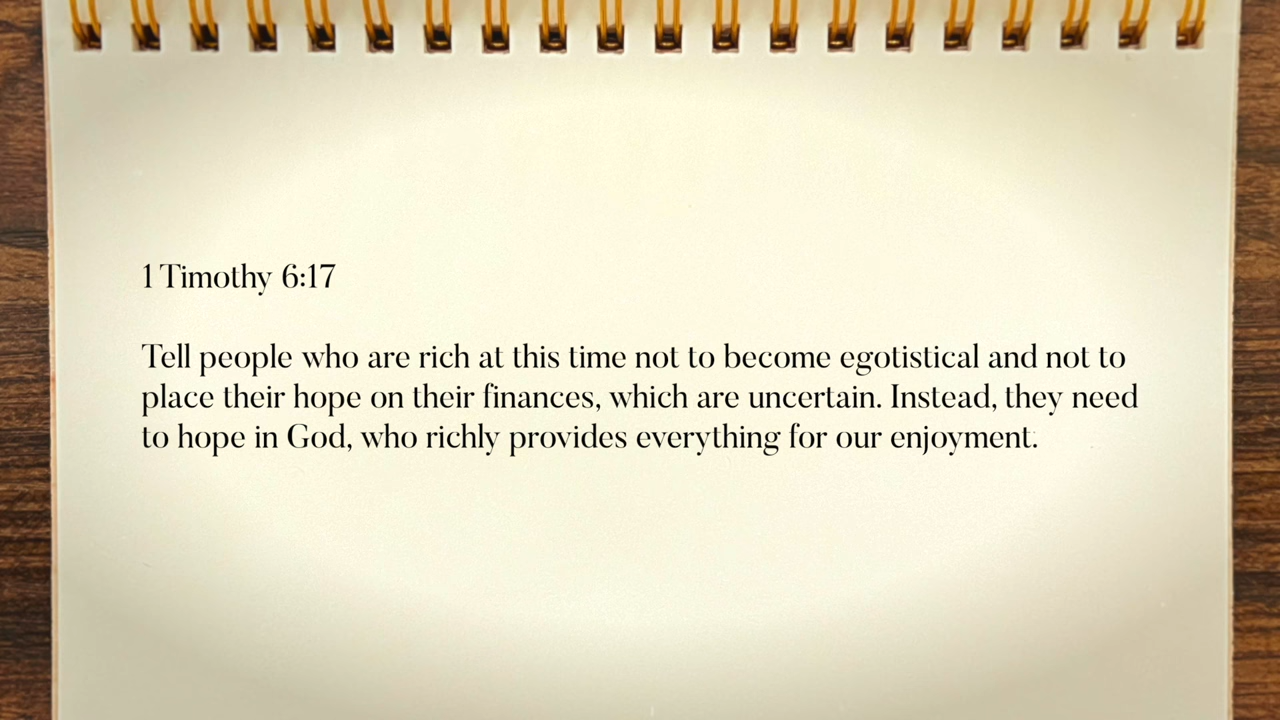 1 Timothy 6:17
Tell people who are rich at this time not to become egotistical and not to
place their hope on their finances, which are uncertain. Instead, they need
to hope in God, who richly provides everything for our enjoyment.